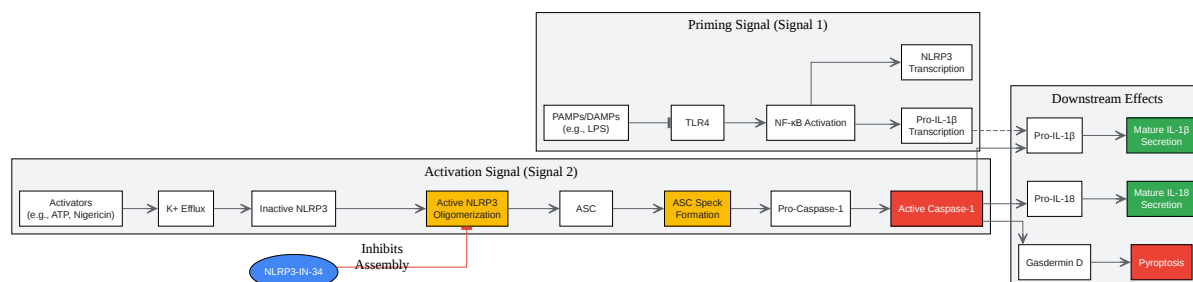 Priming Signal (Signal 1)
NLRP3
Transcription
PAMPs/DAMPs
(e.g., LPS)
TLR4
NF-κB Activation
Pro-IL-1β
Transcription
Downstream Effects
Pro-IL-1β
Mature IL-1β
Secretion
Pro-IL-18
Mature IL-18
Secretion
Gasdermin D
Pyroptosis
Activation Signal (Signal 2)
Activators
(e.g., ATP, Nigericin)
K+ Efflux
Inactive NLRP3
Active NLRP3
Oligomerization
ASC
ASC Speck
Formation
Pro-Caspase-1
Active Caspase-1
Inhibits
Assembly
NLRP3-IN-34